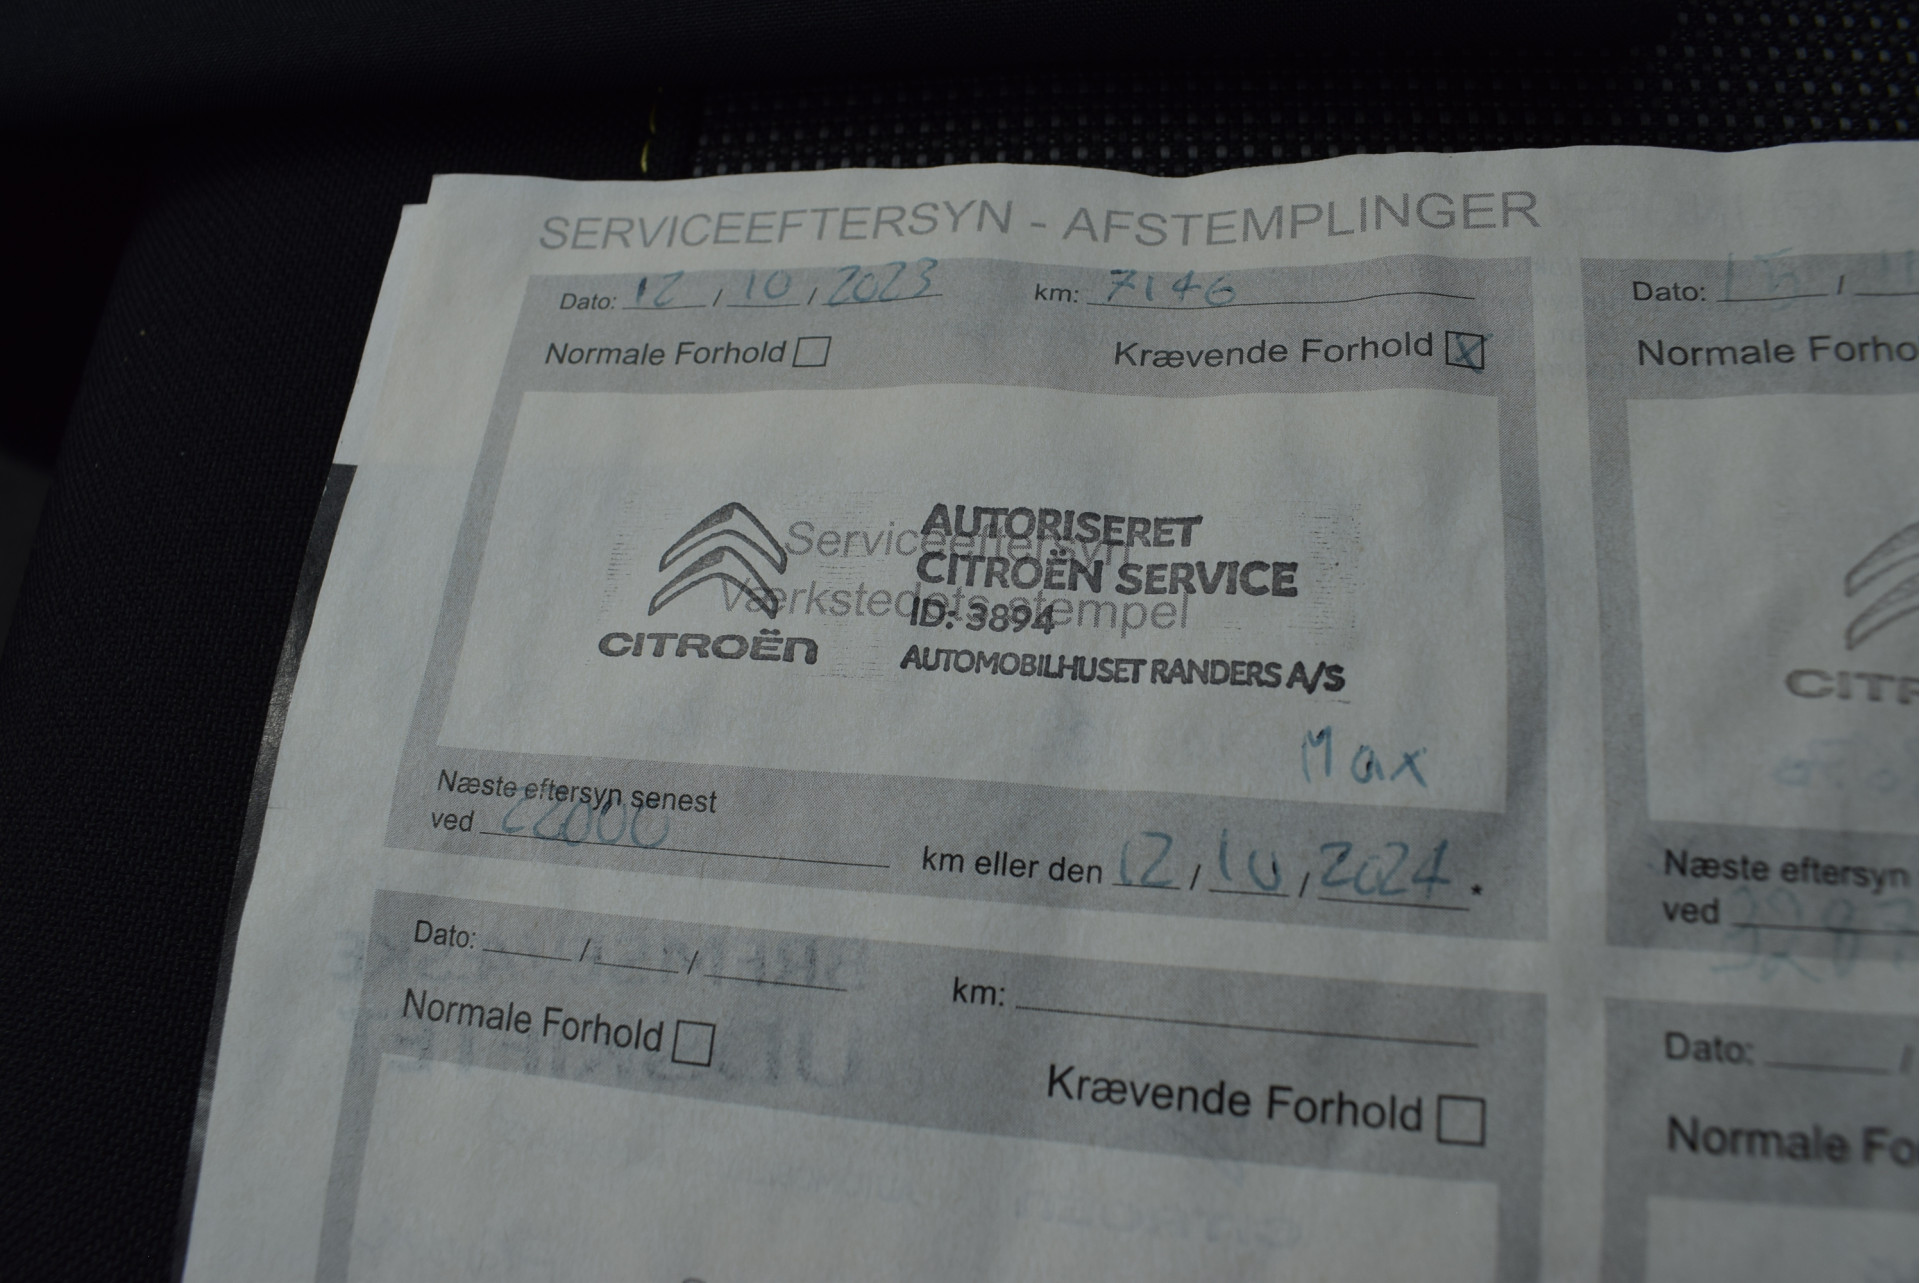 SERVICEEFTERSYN - AFSTEMPLINGER
Dato: 12 / 10 / 2023 km: 7146
Normale Forhold Krævende Forhold X
Serviceeftersyn
Værkstedets stempel
CITROËN
AUTORISERET
CITROËN SERVICE
ID: 3894
AUTOMOBILHUSET RANDERS A/S
Max
Næste eftersyn senest
ved 22000 km eller den 12 / 10 / 2024 *
Dato: / / km:
Normale Forhold
Krævende Forhold
Dato: /
Normale Forho
CITR
Næste eftersyn
ved
Dato: /
Normale Fo